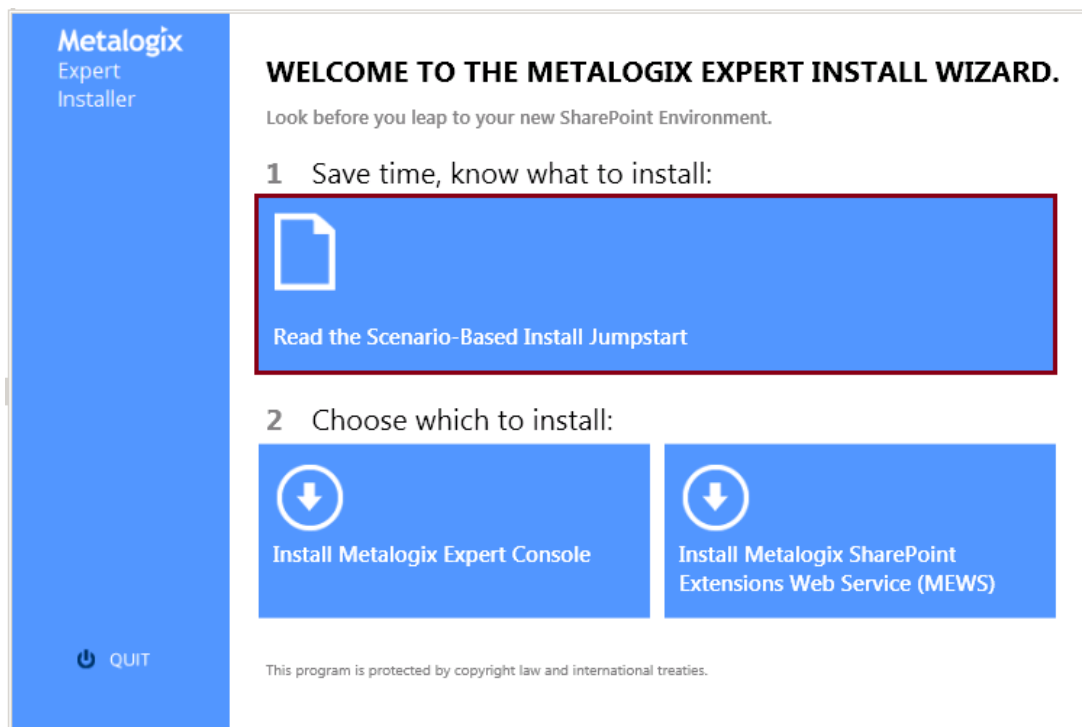 Metalogix
Expert
Installer
WELCOME TO THE METALOGIX EXPERT INSTALL WIZARD.
Look before you leap to your new SharePoint Environment.
1 Save time, know what to install:
Read the Scenario-Based Install Jumpstart
2 Choose which to install:
Install Metalogix Expert Console
Install Metalogix SharePoint
Extensions Web Service (MEWS)
QUIT
This program is protected by copyright law and international treaties.